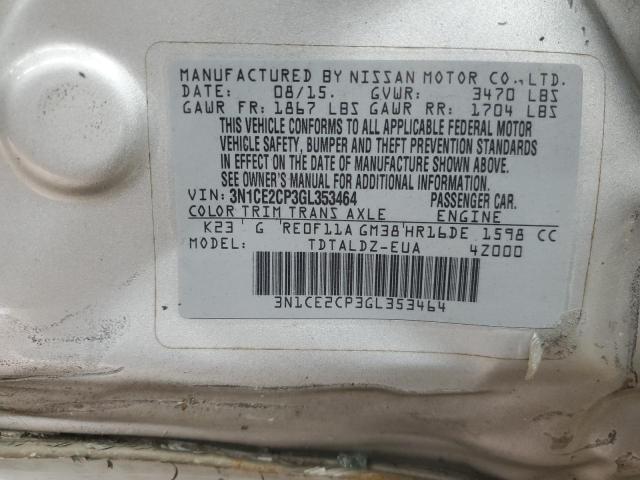 MANUFACTURED BY NISSAN MOTOR CO.,LTD.
DATE: 08/15. GVWR: 3470 LBS
GAWR FR: 1867 LBS GAWR RR: 1704 LBS
THIS VEHICLE CONFORMS TO ALL APPLICABLE FEDERAL MOTOR
VEHICLE SAFETY, BUMPER AND THEFT PREVENTION STANDARDS
IN EFFECT ON THE DATE OF MANUFACTURE SHOWN ABOVE.
SEE OWNER'S MANUAL FOR ADDITIONAL INFORMATION.
VIN: 3N1CE2CP3GL353464 PASSENGER CAR.
COLOR TRIM TRANS AXLE ENGINE
K23 G RE0F11A GM38 HR16DE 1598 CC
MODEL: TDTALDZ-EUA 4Z000
3N1CE2CP3GL353464